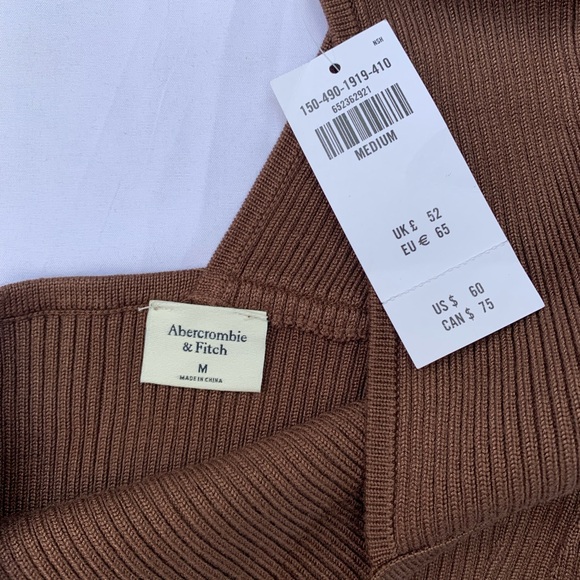 NSH
150-490-1919-410
652362921
MEDIUM
UK £ 52
EU € 65
US $ 60
CAN $ 75
Abercrombie
& Fitch
M
MADE IN CHINA